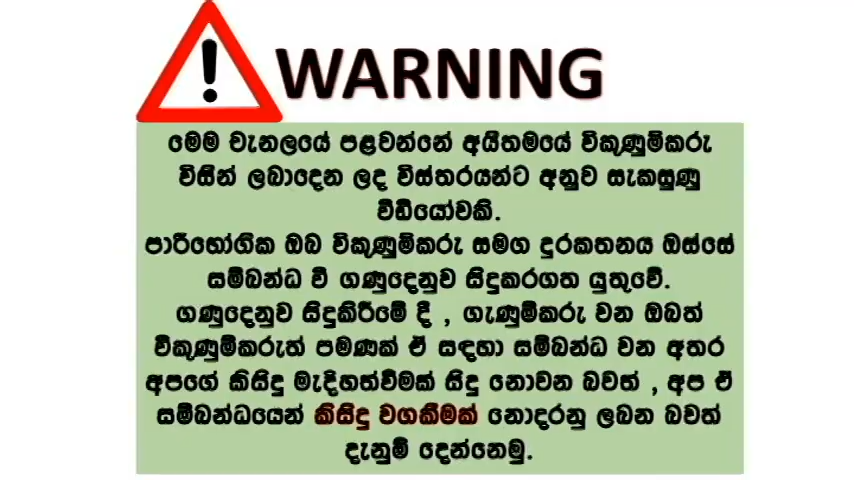 WARNING
මෙම චැනලයේ පළවන්නේ අයිතමයේ විකුණුම්කරු
විසින් ලබාදෙන ලද විස්තරයන්ට අනුව සැකසුණු
වීඩියෝවකි.
පාරිභෝගික ඔබ විකුණුම්කරු සමග දුරකතනය ඔස්සේ
සම්බන්ධ වී ගණුදෙනුව සිදුකරගත යුතුවේ.
ගණුදෙනුව සිදුකිරීමේ දී , ගැණුම්කරු වන ඔබත්
විකුණුම්කරුත් පමණක් ඒ සඳහා සම්බන්ධ වන අතර
අපගේ කිසිදු මැදිහත්වීමක් සිදු නොවන බවත් , අප ඒ
සම්බන්ධයෙන් කිසිදු වගකීමක් නොදරනු ලබන බවත්
දැනුම් දෙන්නෙමු.